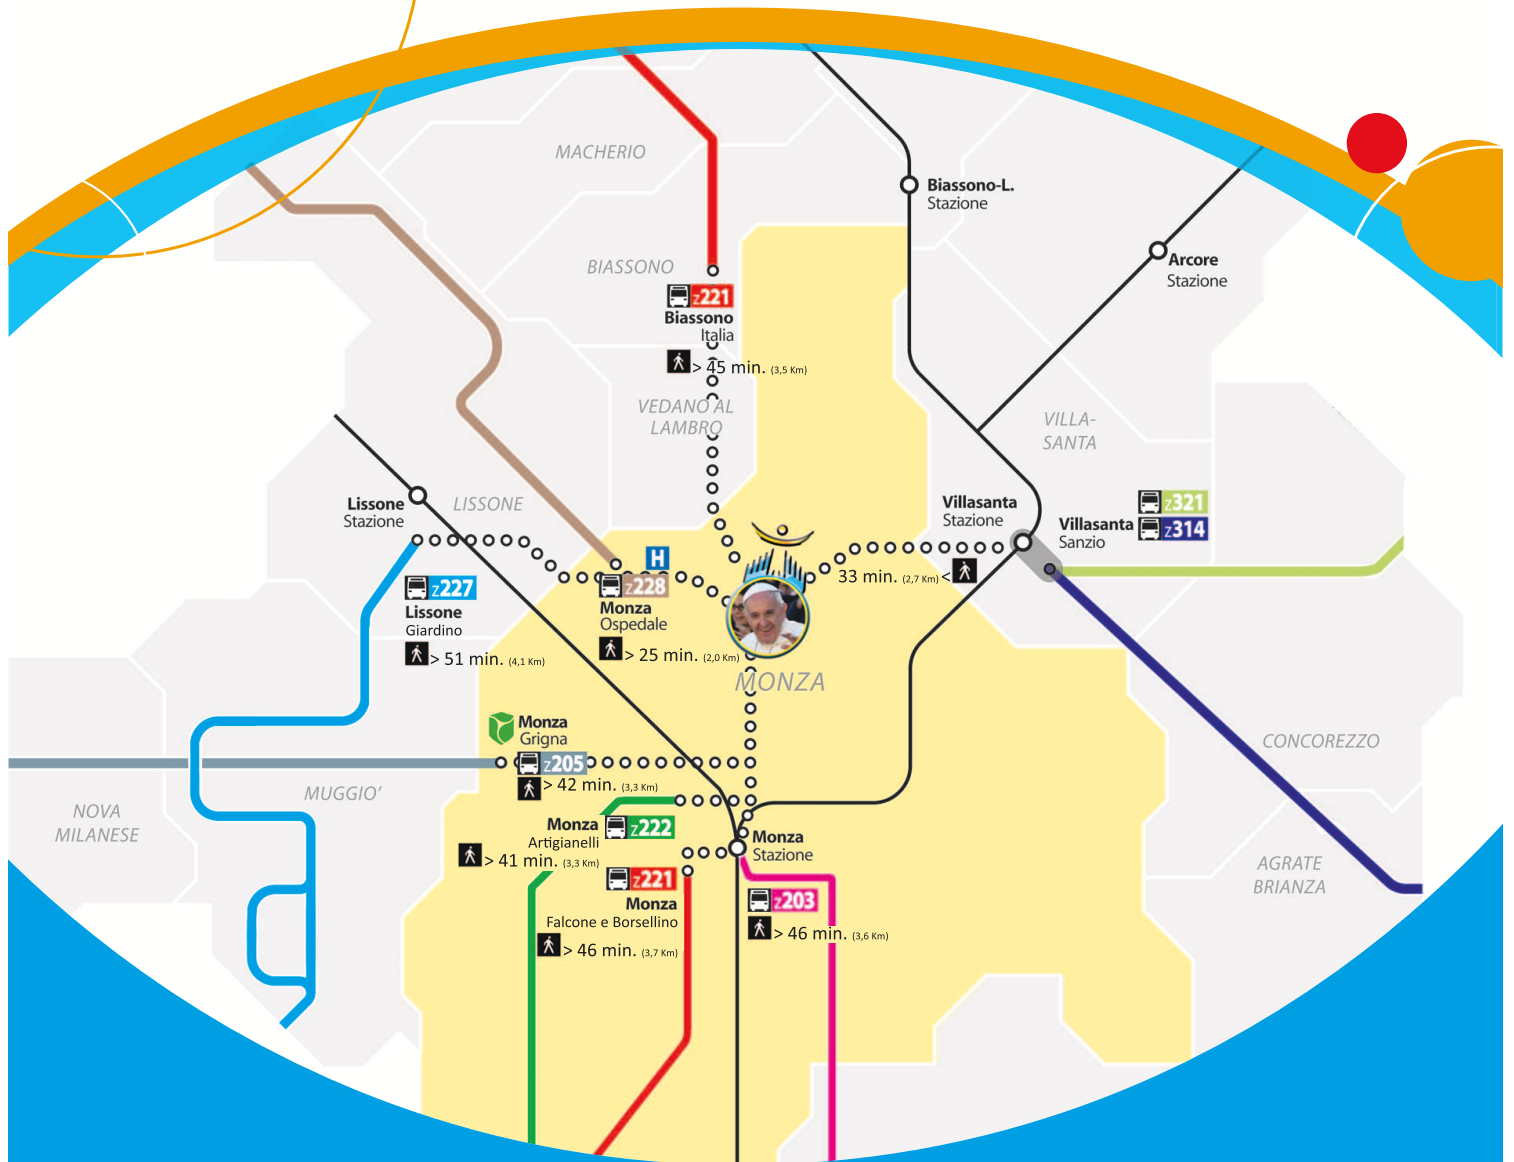 MACHERIO
Biassono-L.
Stazione
Arcore
Stazione
BIASSONO
z221
Biassono
Italia
> 45 min. (3,5 Km)
VEDANO AL
LAMBRO
VILLA-
SANTA
Lissone
Stazione
LISSONE
Villasanta
Stazione
Villasanta
Sanzio
z321
z314
H
33 min. (2,7 Km) <
z227
Lissone
Giardino
> 51 min. (4,1 Km)
z228
Monza
Ospedale
> 25 min. (2,0 Km)
MONZA
Monza
Grigna
z205
> 42 min. (3,3 Km)
CONCOREZZO
MUGGIO’
NOVA
MILANESE
Monza
Artigianelli
z222
> 41 min. (3,3 Km)
Monza
Stazione
AGRATE
BRIANZA
z221
Monza
Falcone e Borsellino
> 46 min. (3,7 Km)
z203
> 46 min. (3,6 Km)